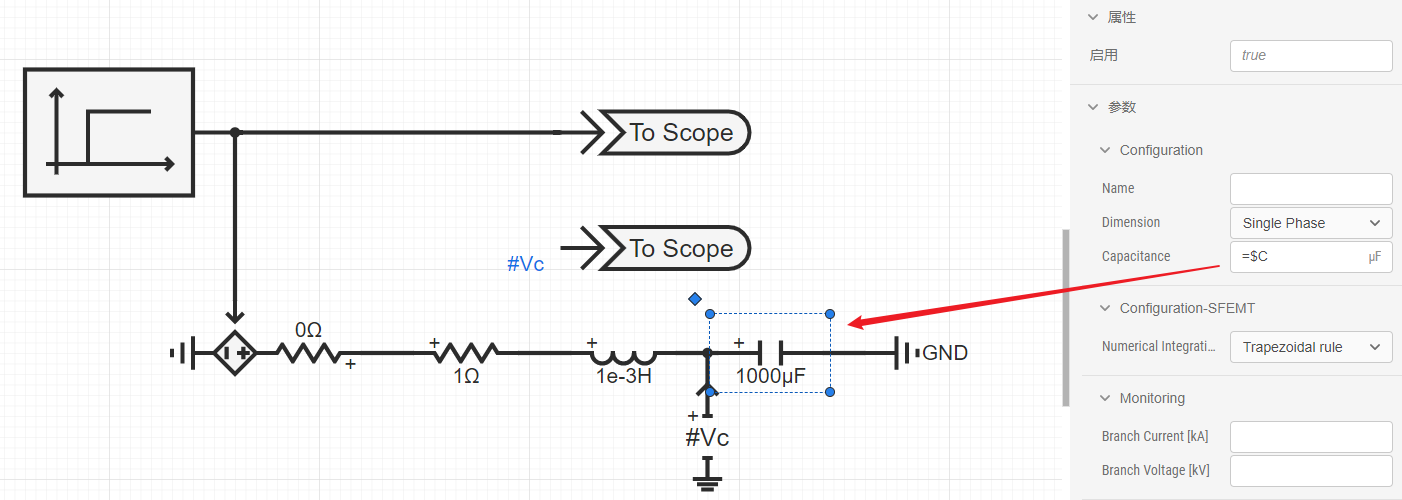 To Scope
To Scope
#Vc
0Ω
+
+
1Ω
+
1e-3H
+
1000μF
GND
+
#Vc
属性
启用 true
参数
Configuration
Name
Dimension Single Phase
Capacitance =$C μF
Configuration-SFEMT
Numerical Integrati... Trapezoidal rule
Monitoring
Branch Current [kA]
Branch Voltage [kV]